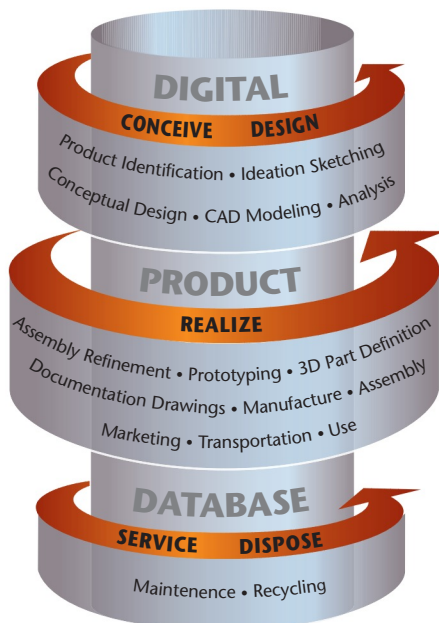 DIGITAL
CONCEIVE DESIGN
Product Identification • Ideation Sketching
Conceptual Design • CAD Modeling • Analysis
PRODUCT
REALIZE
Assembly Refinement • Prototyping • 3D Part Definition
Documentation Drawings • Manufacture • Assembly
Marketing • Transportation • Use
DATABASE
SERVICE DISPOSE
Maintenence • Recycling